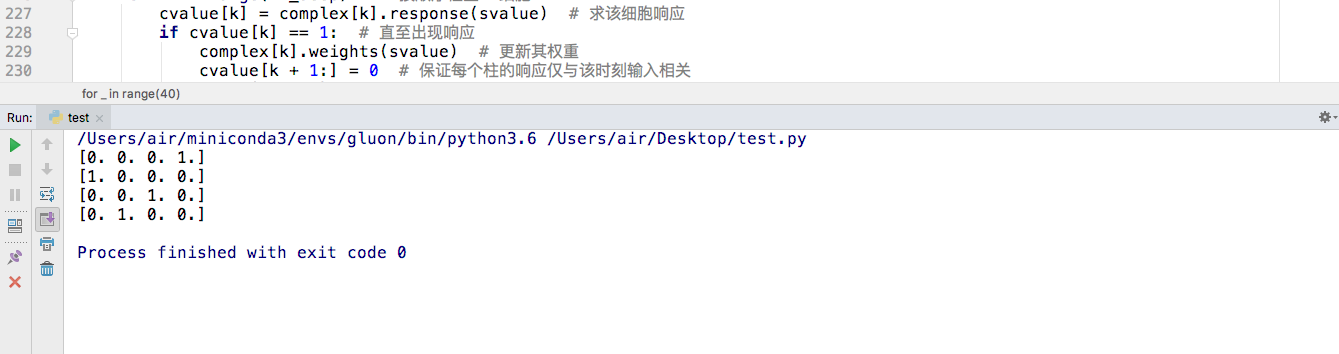 227 cvalue[k] = complex[k].response(svalue)  # 求该细胞响应
228 if cvalue[k] == 1:  # 直至出现响应
229 complex[k].weights(svalue)  # 更新其权重
230 cvalue[k + 1:] = 0  # 保证每个柱的响应仅与该时刻输入相关
for _ in range(40)
Run: test
/Users/air/miniconda3/envs/gluon/bin/python3.6 /Users/air/Desktop/test.py
[0. 0. 0. 1.]
[1. 0. 0. 0.]
[0. 0. 1. 0.]
[0. 1. 0. 0.]
Process finished with exit code 0